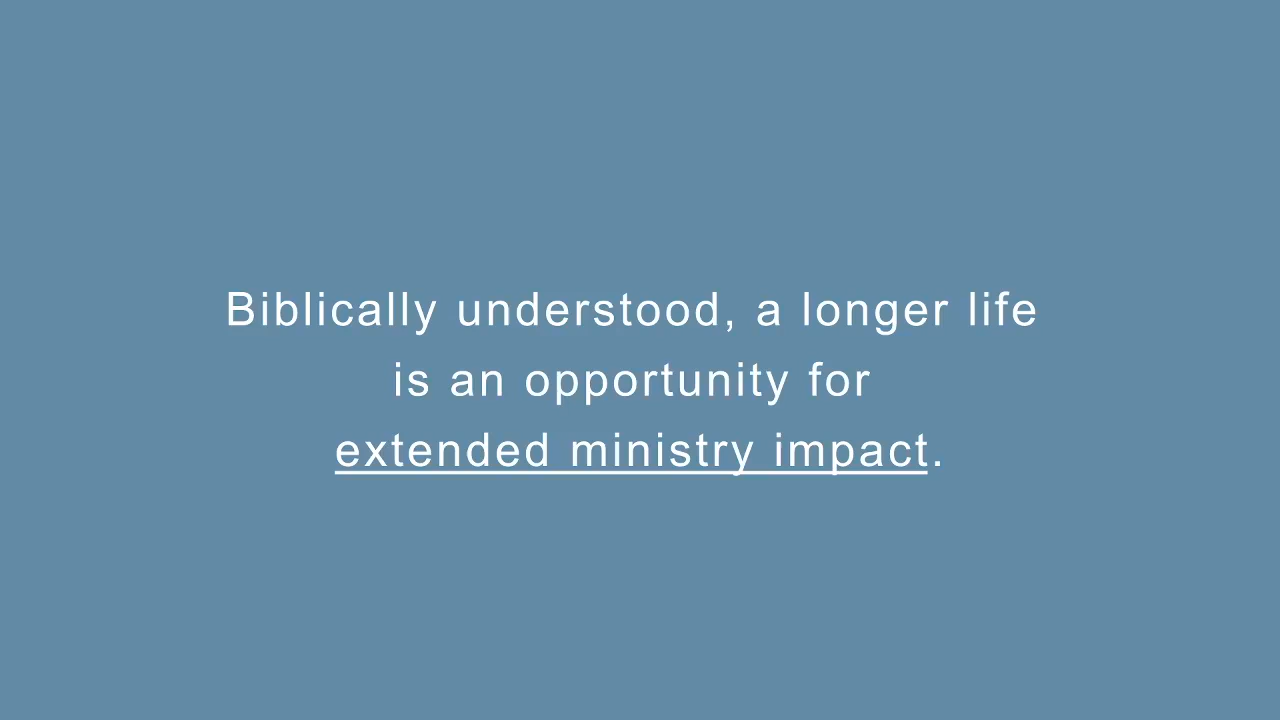 Biblically understood, a longer life
is an opportunity for
extended ministry impact.